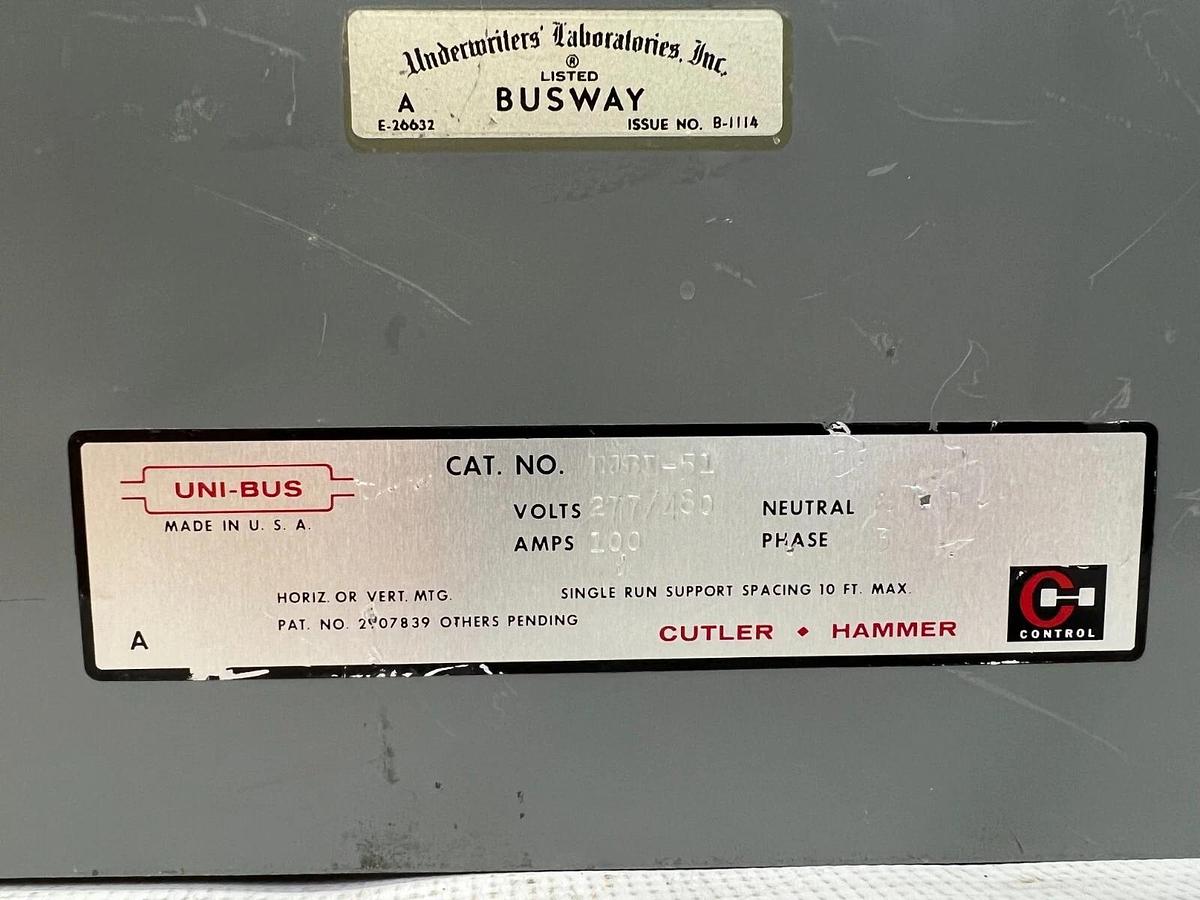 Underwriters' Laboratories, Inc.
®
LISTED
A BUSWAY
E-26632 ISSUE NO. B-1114
CAT. NO.
UNI-BUS
MADE IN U. S. A.
VOLTS 277/480 NEUTRAL
AMPS 100 PHASE 3
HORIZ. OR VERT. MTG. SINGLE RUN SUPPORT SPACING 10 FT. MAX.
PAT. NO. 2907839 OTHERS PENDING
A
CUTLER ◆ HAMMER
CONTROL